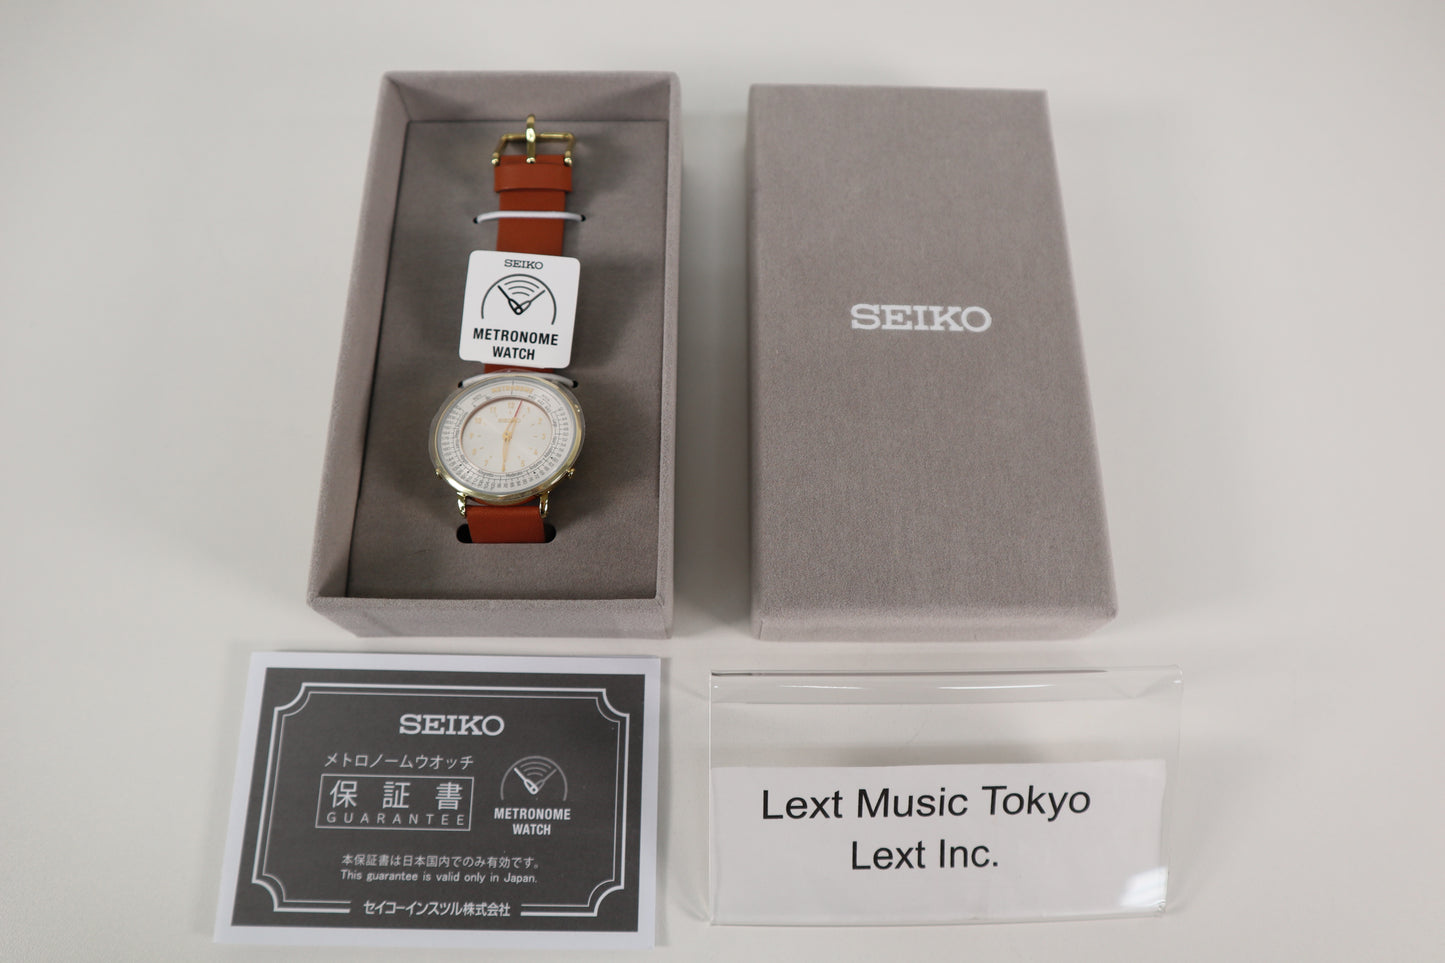 SEIKO
METRONOME
WATCH
SEIKO
SEIKO
SEIKO
メトロノームウオッチ
保証書
GUARANTEE
METRONOME
WATCH
本保証書は日本国内でのみ有効です。
This guarantee is valid only in Japan.
セイコーインスツル株式会社
Lext Music Tokyo
Lext Inc.